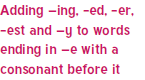 Adding –ing, –ed, –er,
–est and –y to words
ending in –e with a
consonant before it